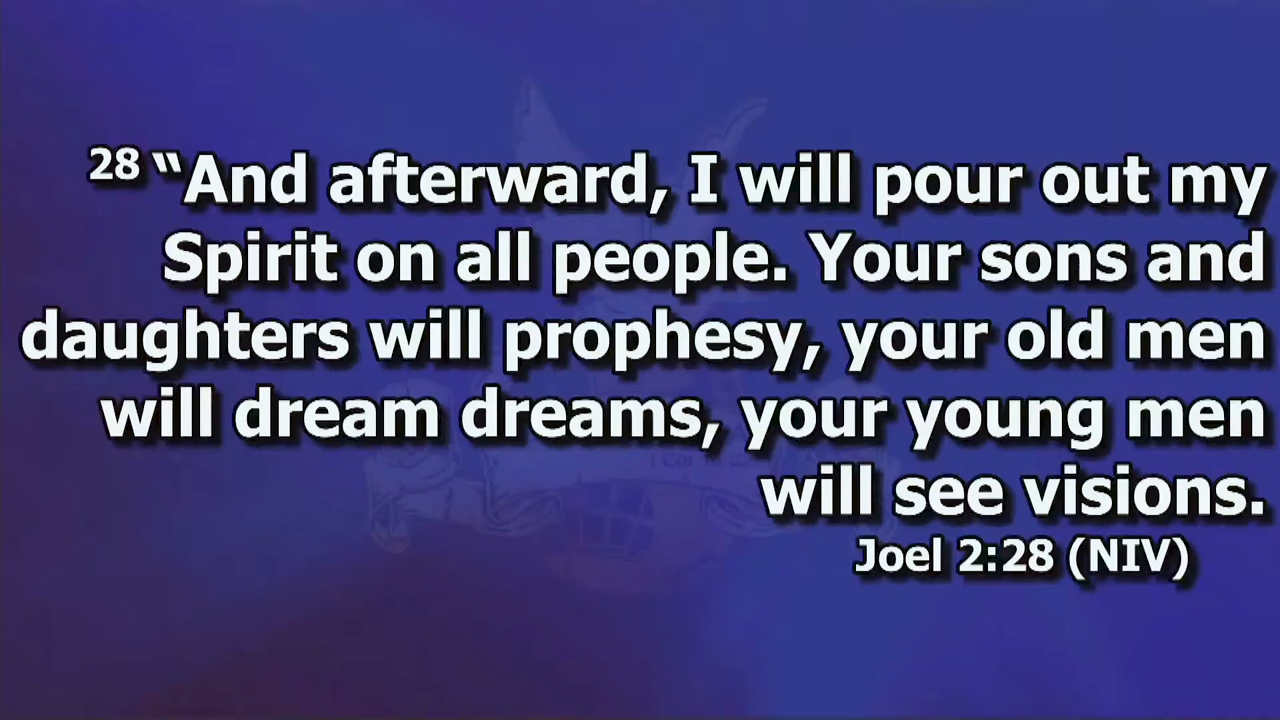 28 “And afterward, I will pour out my
Spirit on all people. Your sons and
daughters will prophesy, your old men
will dream dreams, your young men
will see visions.
Joel 2:28 (NIV)